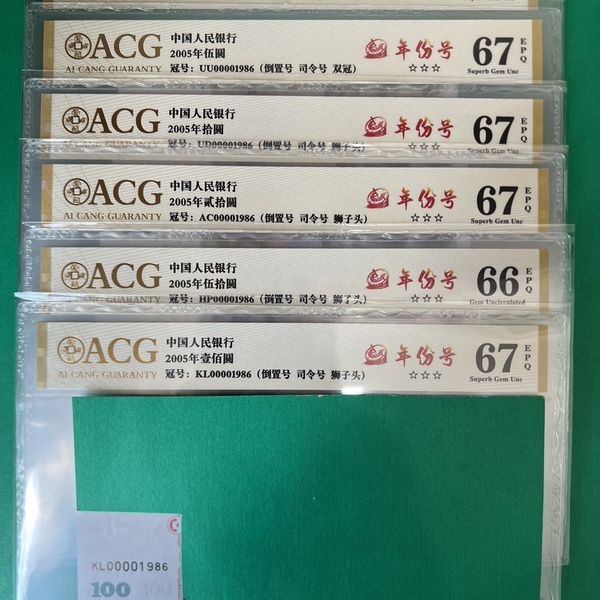 ACG
AI CANG GUARANTY
中国人民银行
2005年伍圆
冠号：UU00001986（倒置号 司令号 双冠）
年份号
☆☆☆
67
EPQ
Superb Gem Unc
ACG
中国人民银行
2005年拾圆
冠号：UD00001986（倒置号 司令号 狮子头）
年份号
67
EPQ
ACG
AI CANG GUARANTY
中国人民银行
2005年贰拾圆
冠号：AC00001986（倒置号 司令号 狮子头）
年份号
☆☆☆
67
EPQ
Superb Gem Unc
ACG
AI CANG GUARANTY
中国人民银行
2005年伍拾圆
冠号：HP00001986（倒置号 司令号 狮子头）
年份号
☆☆☆
66
EPQ
Gem Uncirculated
ACG
AI CANG GUARANTY
中国人民银行
2005年壹佰圆
冠号：KL00001986（倒置号 司令号 狮子头）
年份号
☆☆☆
67
EPQ
Superb Gem Unc
KL00001986
100 100